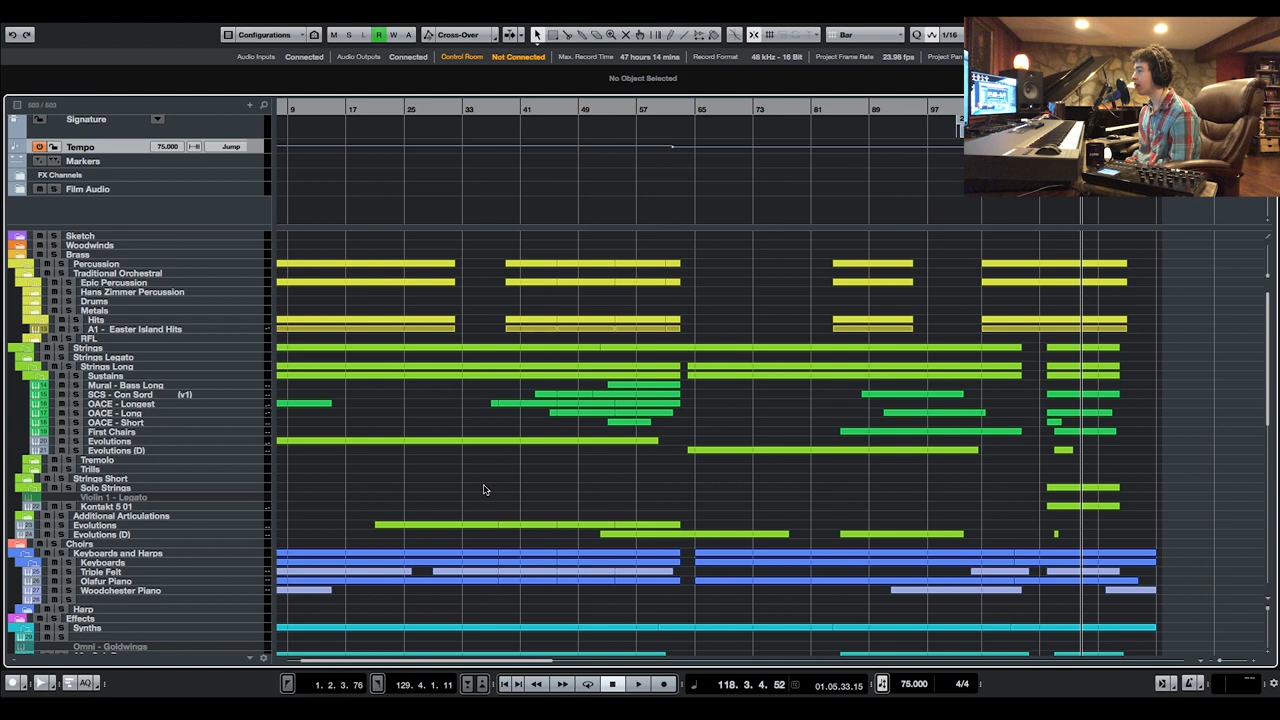 Configurations
M S L R W A
Cross-Over
Bar
Q 1/16
Audio Inputs Connected Audio Outputs Connected Control Room Not Connected Max. Record Time 47 hours 14 mins Record Format 48 kHz - 16 Bit Project Frame Rate 23.98 fps Project Pan
No Object Selected
503 / 503
9 17 25 33 41 49 57 65 73 81 89 97
Signature
Tempo 75.000 Jump
Markers
FX Channels
Film Audio
Sketch
Woodwinds
Brass
Percussion
Traditional Orchestral
Epic Percussion
Hans Zimmer Percussion
Drums
Metals
Hits
A1 - Easter Island Hits
RFL
Strings
Strings Legato
Strings Long
Sustains
Mural - Bass Long
SCS - Con Sord (v1)
OACE - Longest
OACE - Long
OACE - Short
First Chairs
Evolutions
Evolutions (D)
Tremolo
Trills
Strings Short
Solo Strings
Violin 1 - Legato
Kontakt 5 01
Additional Articulations
Evolutions
Evolutions (D)
Choirs
Keyboards and Harps
Keyboards
Triple Felt
Olafur Piano
Woodchester Piano
Harp
Effects
Synths
Omni - Goldwings
AQ
1. 2. 3. 76 129. 4. 1. 11 118. 3. 4. 52 01.05.33.15 75.000 4/4